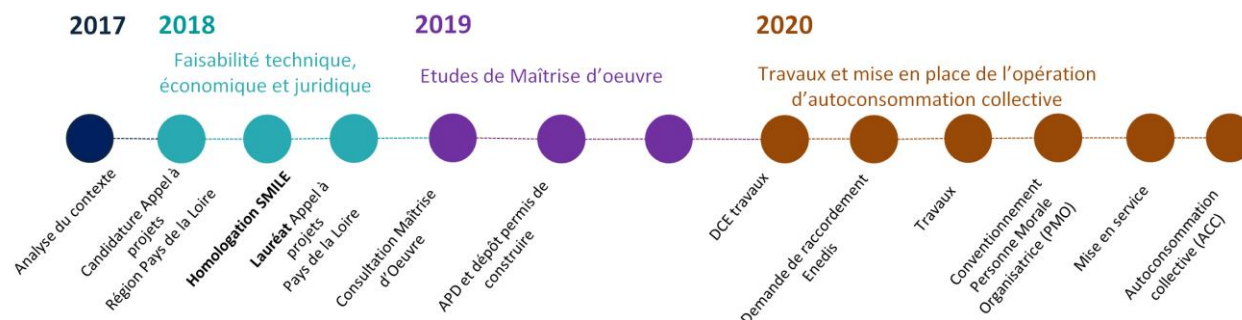 2017
2018
2019
2020
Faisabilité technique,
économique et juridique
Etudes de Maîtrise d'oeuvre
Travaux et mise en place de l'opération
d'autoconsommation collective
Analyse du contexte
Candidature Appel à
projets
Région Pays de la Loire
Homologation SMILE
Lauréat Appel à
projets
Pays de la Loire
Consultation Maîtrise
d'Oeuvre
APD et dépôt permis de
construire
DCE travaux
Demande de raccordement
Enedis
Travaux
Conventionnement
Personne Morale
Organisatrice (PMO)
Mise en service
Autoconsommation
collective (ACC)